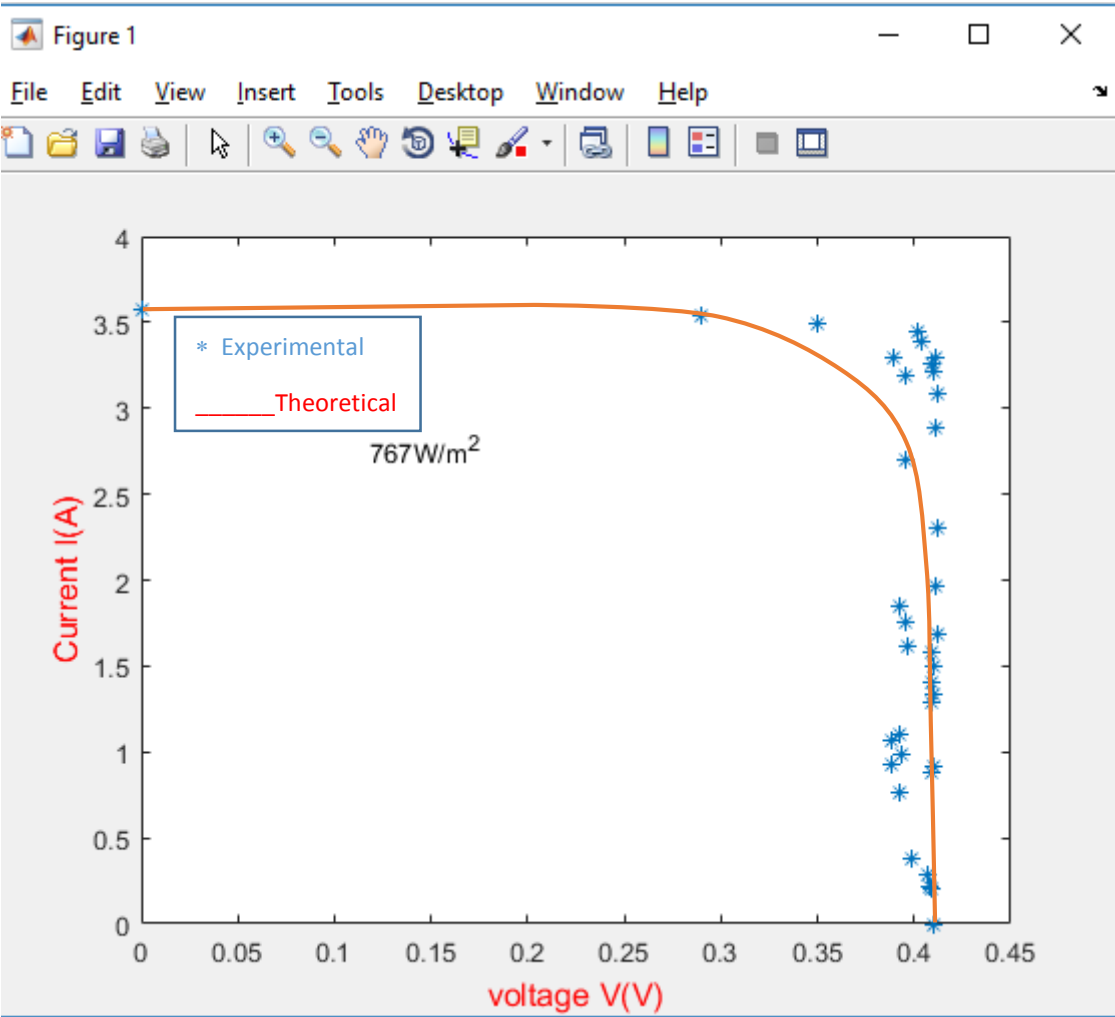 Figure 1
File Edit View Insert Tools Desktop Window Help
4
3.5
3
2.5
2
1.5
1
0.5
0
Current I(A)
* Experimental
______Theoretical
767W/m²
0 0.05 0.1 0.15 0.2 0.25 0.3 0.35 0.4 0.45
voltage V(V)